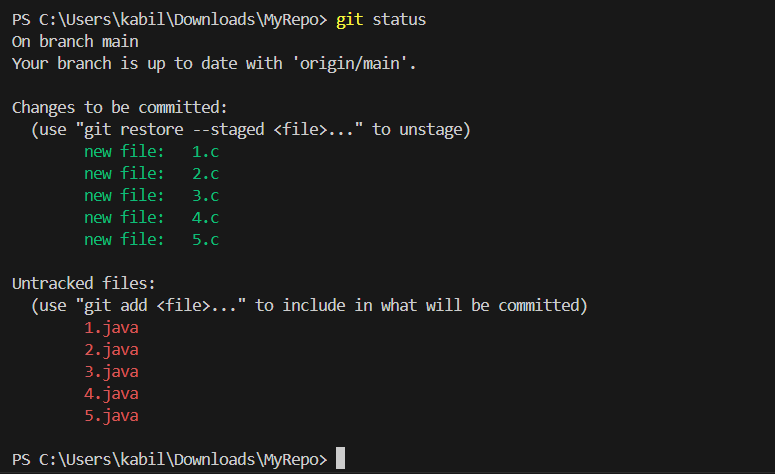 PS C:\Users\kabil\Downloads\MyRepo> git status
On branch main
Your branch is up to date with 'origin/main'.
Changes to be committed:
(use "git restore --staged <file>..." to unstage)
new file: 1.c
new file: 2.c
new file: 3.c
new file: 4.c
new file: 5.c
Untracked files:
(use "git add <file>..." to include in what will be committed)
1.java
2.java
3.java
4.java
5.java
PS C:\Users\kabil\Downloads\MyRepo>